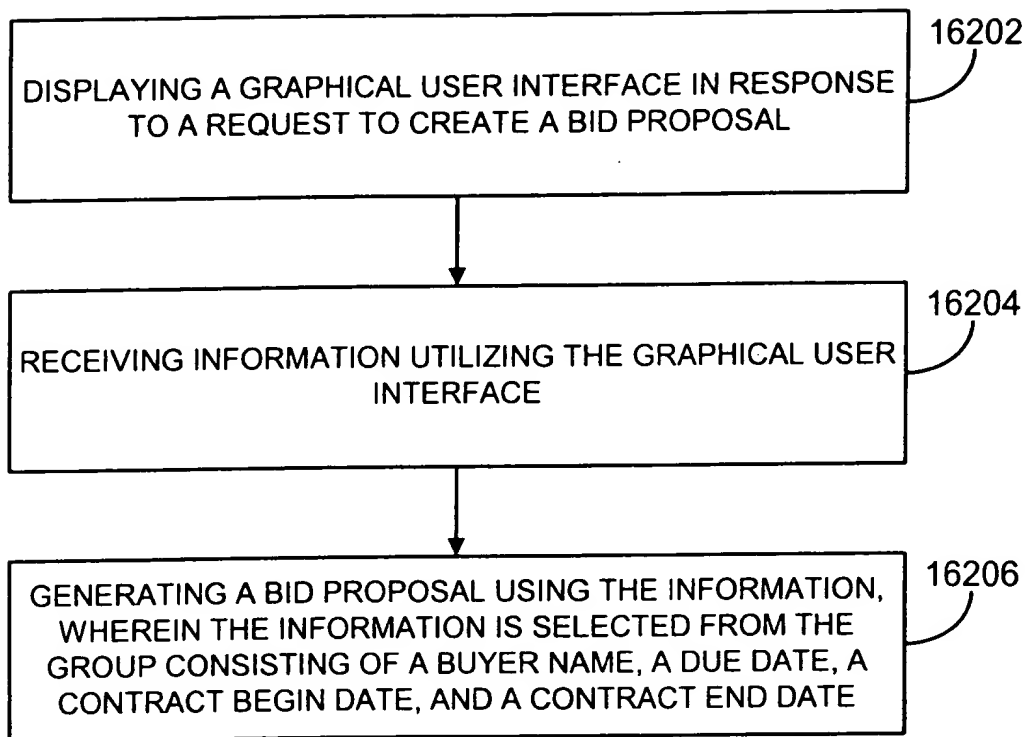 16202
DISPLAYING A GRAPHICAL USER INTERFACE IN RESPONSE
TO A REQUEST TO CREATE A BID PROPOSAL
16204
RECEIVING INFORMATION UTILIZING THE GRAPHICAL USER
INTERFACE
16206
GENERATING A BID PROPOSAL USING THE INFORMATION,
WHEREIN THE INFORMATION IS SELECTED FROM THE
GROUP CONSISTING OF A BUYER NAME, A DUE DATE, A
CONTRACT BEGIN DATE, AND A CONTRACT END DATE